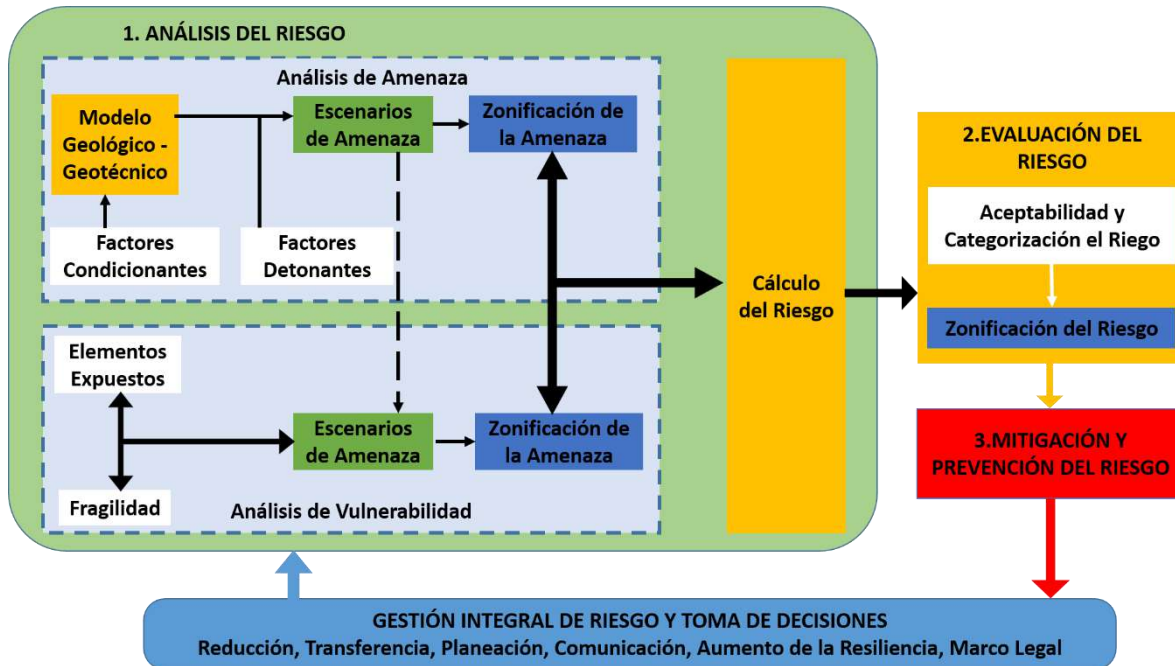 1. ANÁLISIS DEL RIESGO
Análisis de Amenaza
Modelo
Geológico -
Geotécnico
Escenarios
de Amenaza
Zonificación de
la Amenaza
Factores
Condicionantes
Factores
Detonantes
Elementos
Expuestos
Fragilidad
Escenarios
de Amenaza
Zonificación de
la Amenaza
Análisis de Vulnerabilidad
Cálculo
del Riesgo
2.EVALUACIÓN DEL
RIESGO
Aceptabilidad y
Categorización el Riego
Zonificación del Riesgo
3.MITIGACIÓN Y
PREVENCIÓN DEL RIESGO
GESTIÓN INTEGRAL DE RIESGO Y TOMA DE DECISIONES
Reducción, Transferencia, Planeación, Comunicación, Aumento de la Resiliencia, Marco Legal